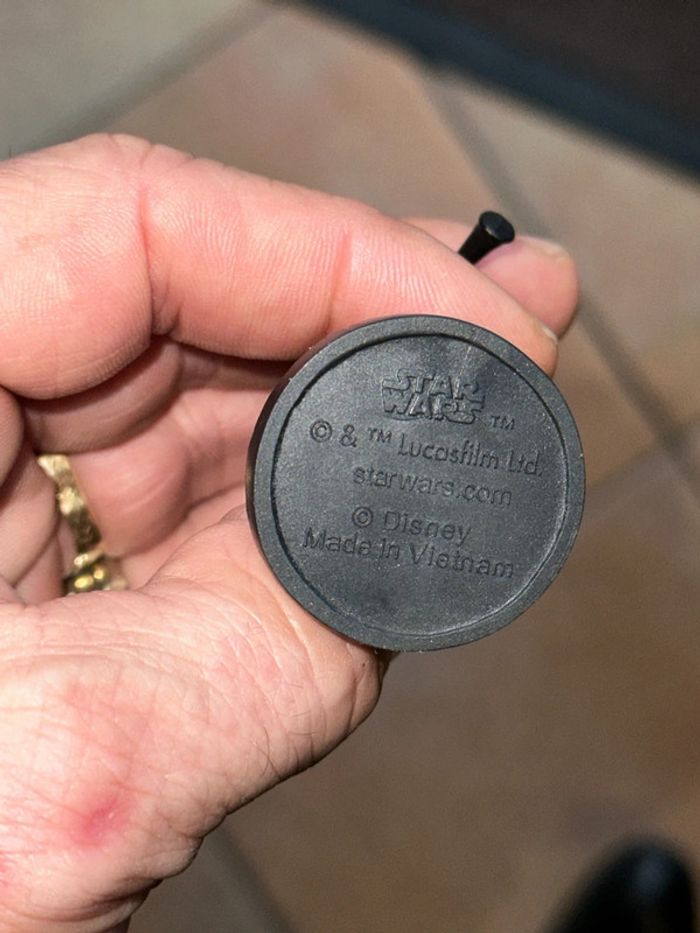 STAR
WARS ™
© & ™ Lucasfilm Ltd.
starwars.com
© Disney
Made in Vietnam